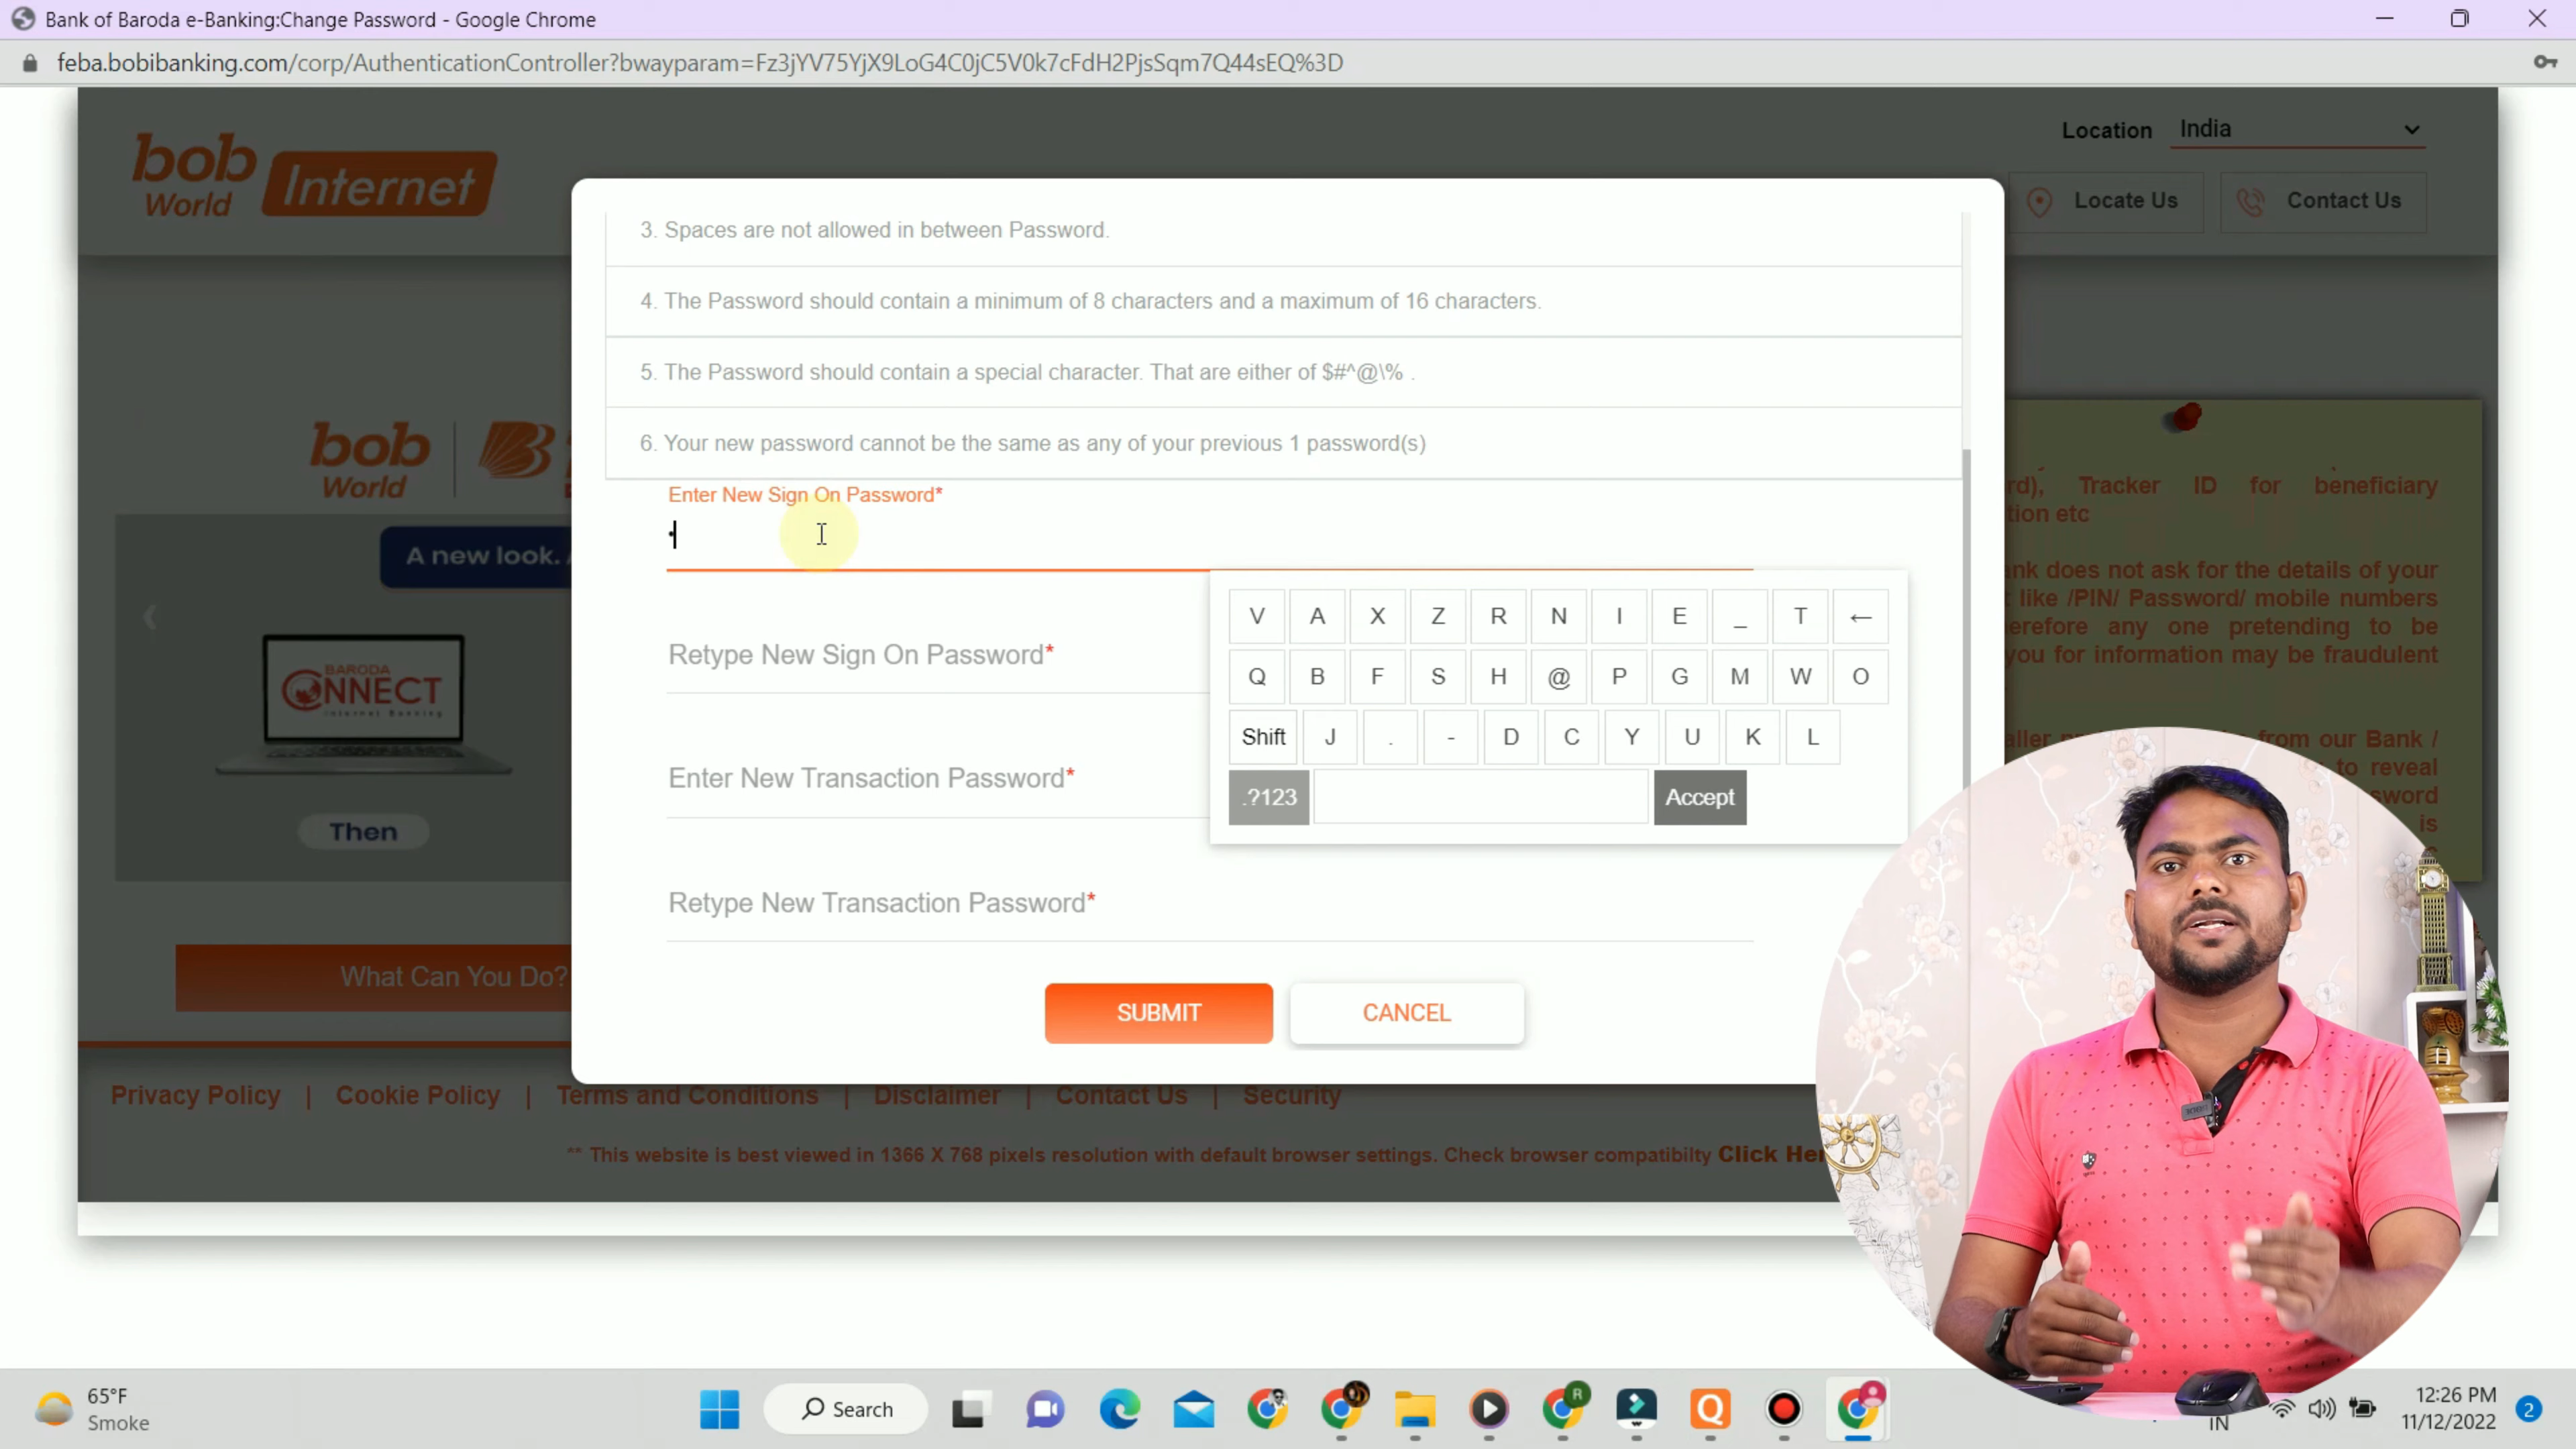 Bank of Baroda e-Banking:Change Password - Google Chrome
feba.bobibanking.com/corp/AuthenticationController?bwayparam=Fz3jYV75YjX9LoG4C0jC5V0k7cFdH2PjsSqm7Q44sEQ%3D
bob
World
Internet
Location India
Locate Us
Contact Us
3. Spaces are not allowed in between Password.
4. The Password should contain a minimum of 8 characters and a maximum of 16 characters.
5. The Password should contain a special character. That are either of $#^@\% .
6. Your new password cannot be the same as any of your previous 1 password(s)
Enter New Sign On Password*
Retype New Sign On Password*
Enter New Transaction Password*
Retype New Transaction Password*
V A X Z R N I E _ T ←
Q B F S H @ P G M W O
Shift J . - D C Y U K L
.?123 Accept
SUBMIT
CANCEL
bob
World
A new look.
BARODA
CONNECT
Internet Banking
Then
What Can You Do?
Tracker ID for beneficiary
tion etc
does not ask for the details of your
like /PIN/ Password/ mobile numbers
any one pretending to be
you for information may be fraudulent
from our Bank /
to reveal
is
Privacy Policy | Cookie Policy | Terms and Conditions | Disclaimer | Contact Us | Security
** This website is best viewed in 1366 X 768 pixels resolution with default browser settings. Check browser compatibilty Click
65°F
Smoke
Search
R
Q
IN
12:26 PM
11/12/2022
2